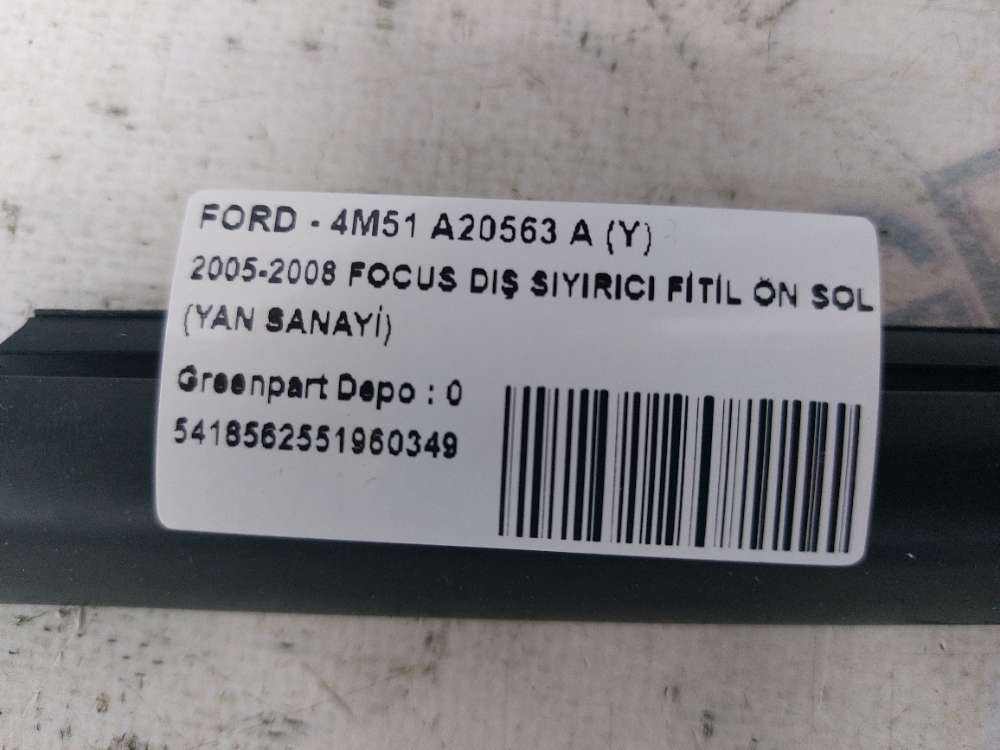 FORD - 4M51 A20563 A (Y)
2005-2008 FOCUS DIŞ SIYIRICI FİTİL ÖN SOL
(YAN SANAYİ)
Greenpart Depo : 0
5418562551960349